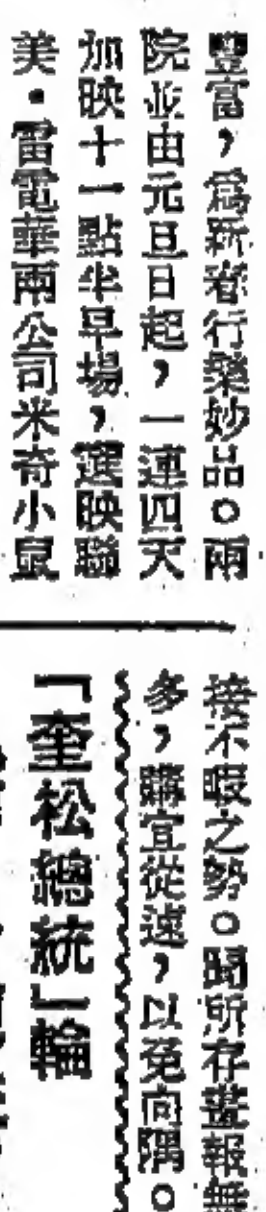 豐富，為新春行樂妙品。兩
院並由元旦日起，一連四天
加映十一點半早場，選映聯
美·雷電華兩公司米奇小鼠
接不暇之勢。聞所存畫報無
多，購宜從速，以免向隅。
「奎松總統」輪